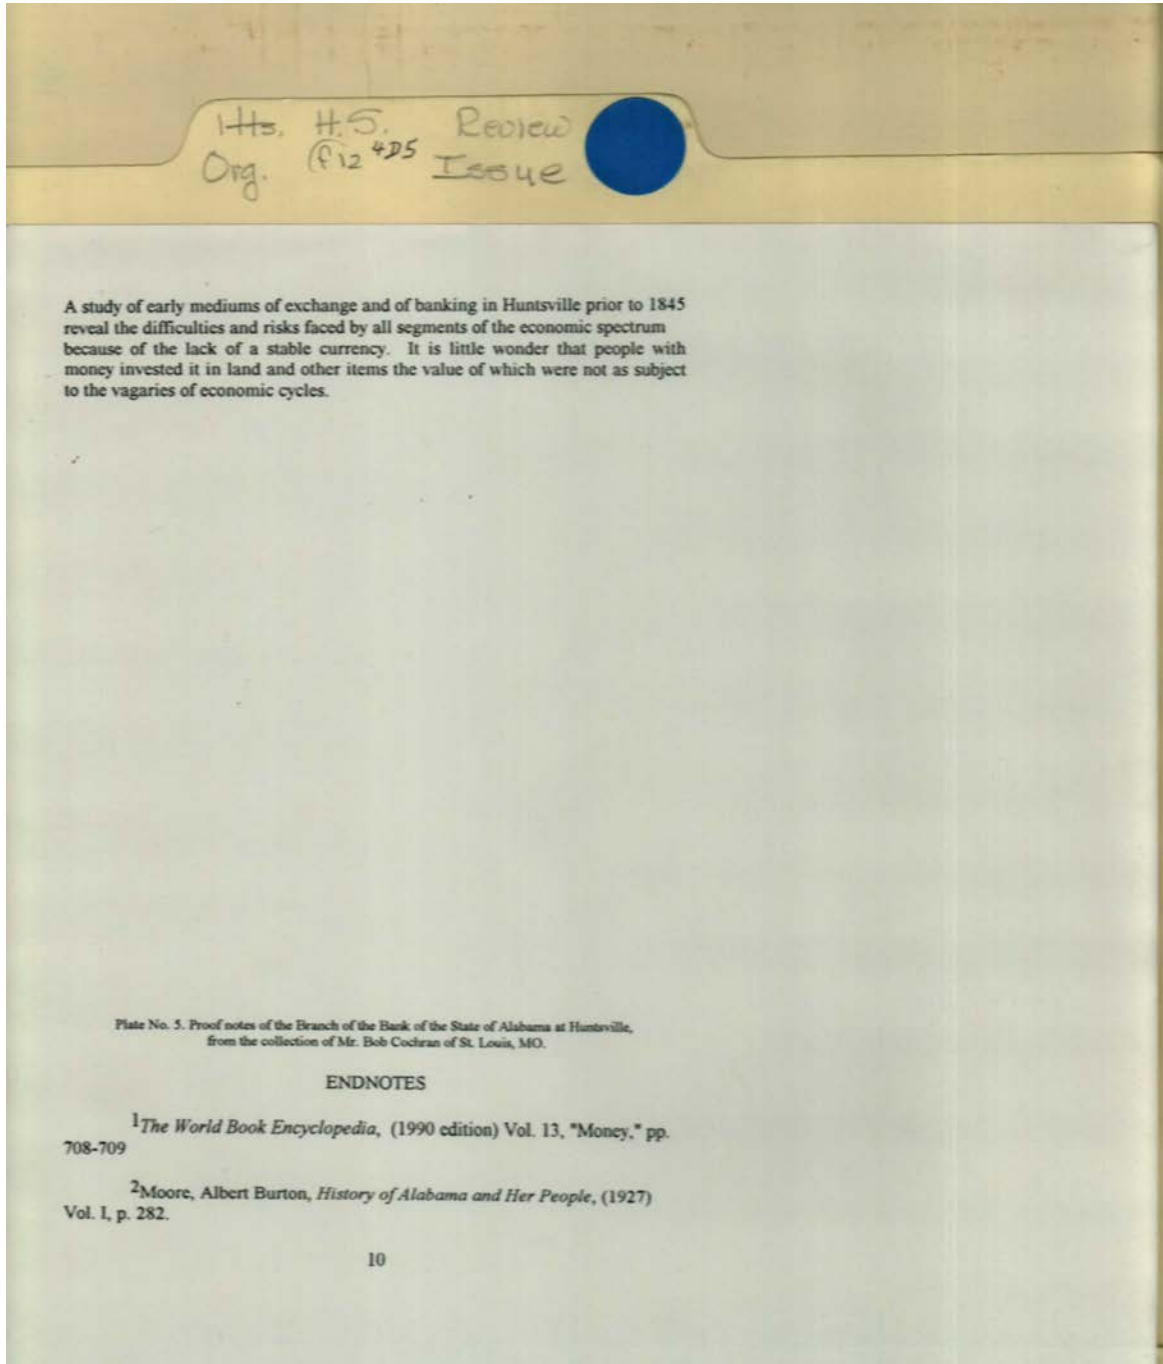 Hts. H.S. Review
Org. f12 4D5 Issue
A study of early mediums of exchange and of banking in Huntsville prior to 1845
reveal the difficulties and risks faced by all segments of the economic spectrum
because of the lack of a stable currency. It is little wonder that people with
money invested it in land and other items the value of which were not as subject
to the vagaries of economic cycles.
Plate No. 5. Proof notes of the Branch of the Bank of the State of Alabama at Huntsville,
from the collection of Mr. Bob Cochran of St. Louis, MO.
ENDNOTES
1The World Book Encyclopedia, (1990 edition) Vol. 13, "Money," pp.
708-709
2Moore, Albert Burton, History of Alabama and Her People, (1927)
Vol. I, p. 282.
10